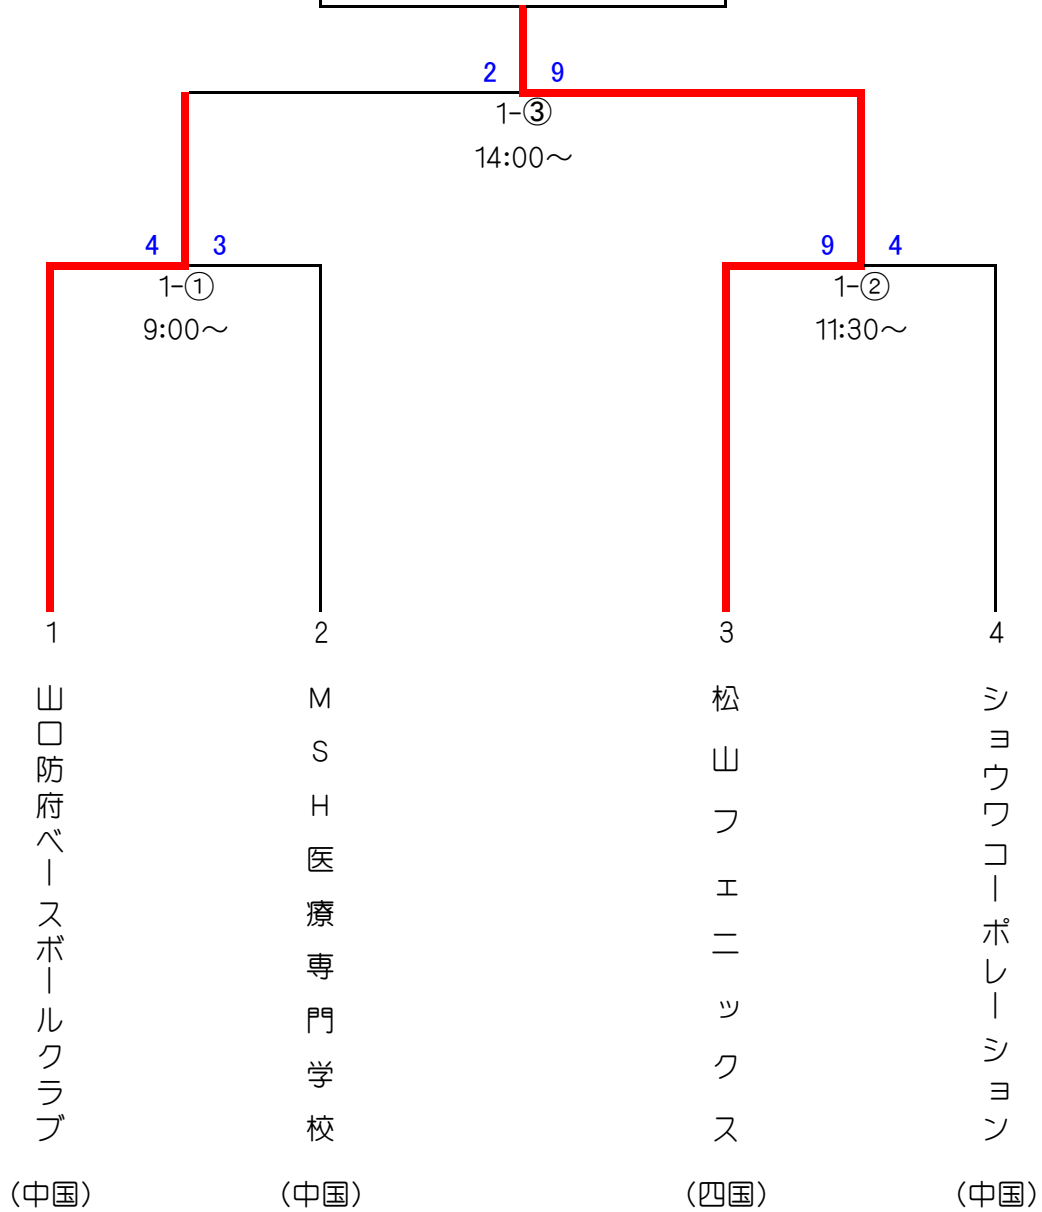 2 9
1-③
14:00～
4 3
9 4
1-①
1-②
9:00～
11:30～
1
2
3
4
山口防府ベースボールクラブ
MSH医療専門学校
松山フェニックス
ショウワコーポレーション
(中国)
(中国)
(四国)
(中国)